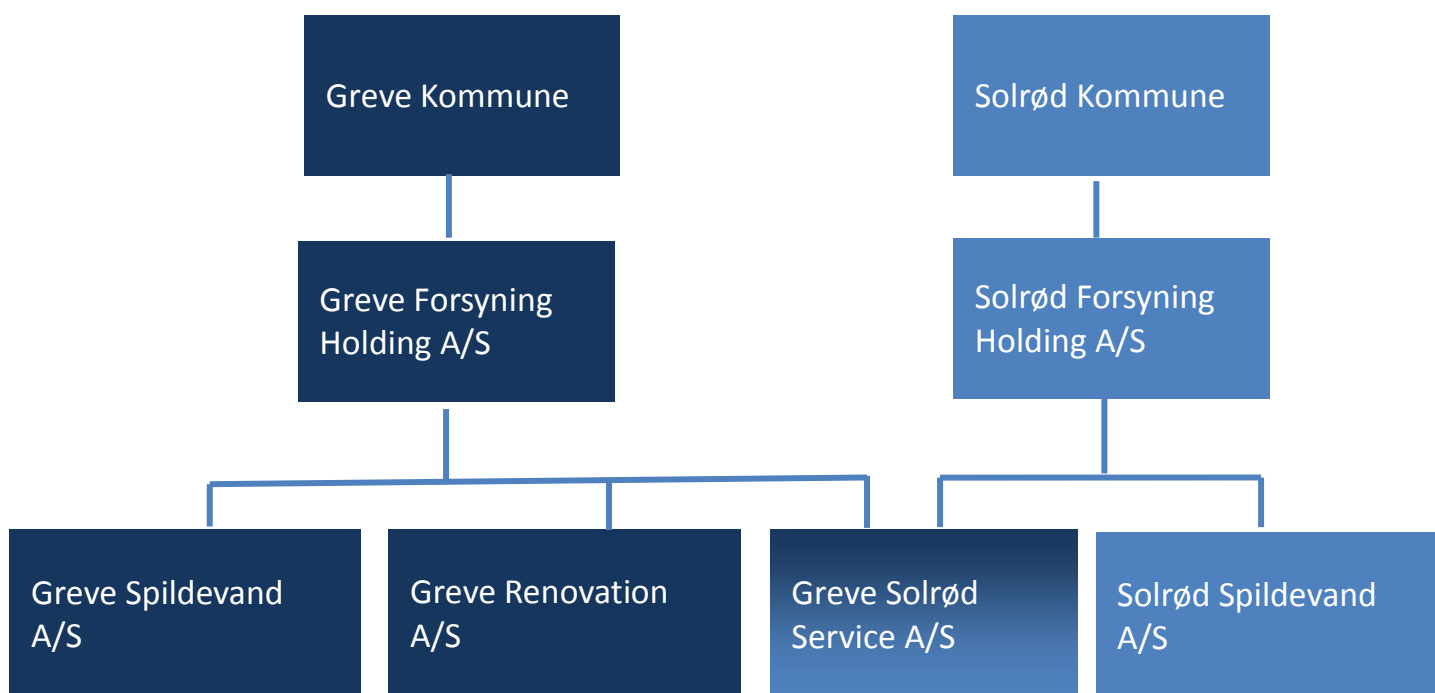 Greve Kommune
Solrød Kommune
Greve Forsyning
Holding A/S
Solrød Forsyning
Holding A/S
Greve Spildevand
A/S
Greve Renovation
A/S
Greve Solrød
Service A/S
Solrød Spildevand
A/S